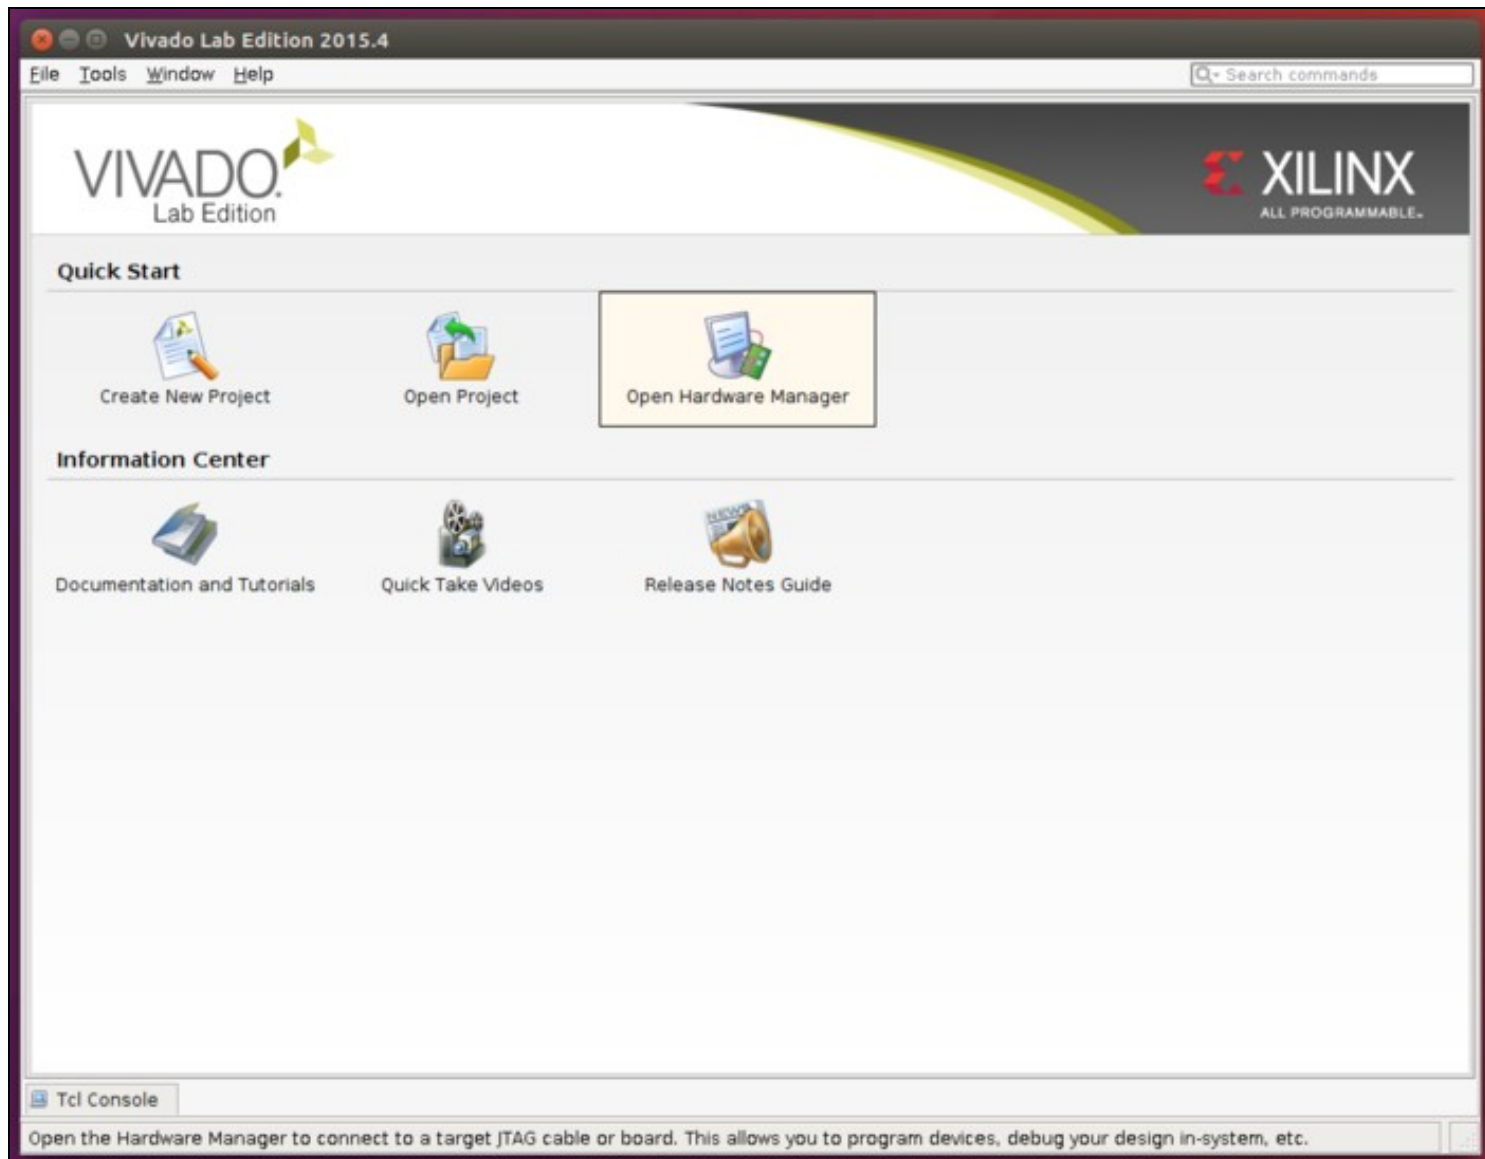 Vivado Lab Edition 2015.4
File Tools Window Help
Search commands
VIVADO.
Lab Edition
XILINX
ALL PROGRAMMABLE.
Quick Start
Create New Project
Open Project
Open Hardware Manager
Information Center
NEWS
Documentation and Tutorials
Quick Take Videos
Release Notes Guide
Tcl Console
Open the Hardware Manager to connect to a target JTAG cable or board. This allows you to program devices, debug your design in-system, etc.